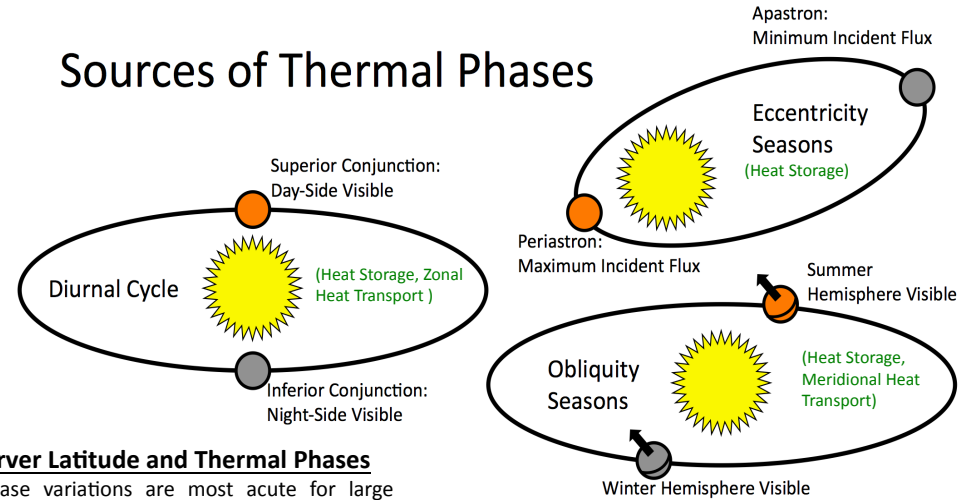 Sources of Thermal Phases
Apastron:
Minimum Incident Flux
Eccentricity
Seasons
(Heat Storage)
Periastron:
Maximum Incident Flux
Superior Conjunction:
Day-Side Visible
Diurnal Cycle
(Heat Storage, Zonal
Heat Transport )
Inferior Conjunction:
Night-Side Visible
Summer
Hemisphere Visible
Obliquity
Seasons
(Heat Storage,
Meridional Heat
Transport)
Winter Hemisphere Visible
Latitude and Thermal Phases
variations are most acute for large